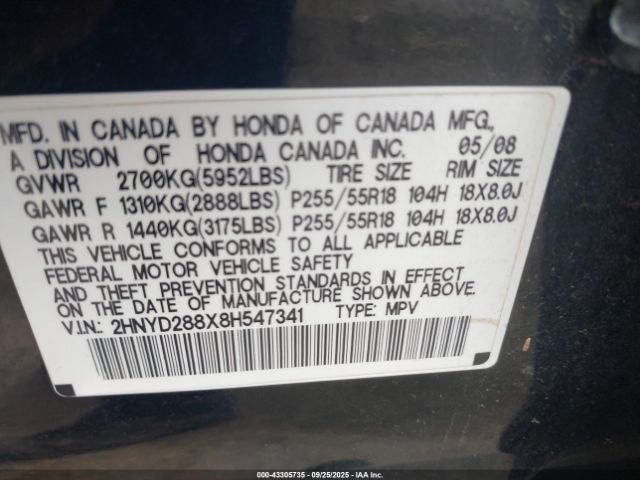 MFD. IN CANADA BY HONDA OF CANADA MFG.,
A DIVISION OF HONDA CANADA INC. 05/08
GVWR 2700KG(5952LBS) TIRE SIZE RIM SIZE
GAWR F 1310KG(2888LBS) P255/55R18 104H 18X8.0J
GAWR R 1440KG(3175LBS) P255/55R18 104H 18X8.0J
THIS VEHICLE CONFORMS TO ALL APPLICABLE
FEDERAL MOTOR VEHICLE SAFETY
AND THEFT PREVENTION STANDARDS IN EFFECT
ON THE DATE OF MANUFACTURE SHOWN ABOVE.
V.I.N.: 2HNYD288X8H547341 TYPE: MPV
000-43305735 - 09/25/2025 - IAA Inc.